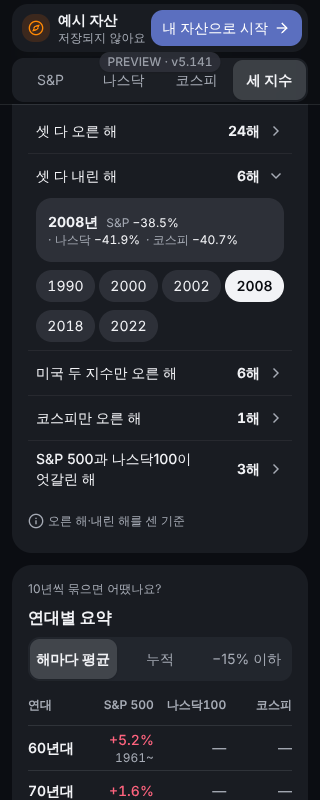 예시 자산
저장되지 않아요
내 자산으로 시작 →
PREVIEW · v5.141
S&P 나스닥 코스피 세 지수
셋 다 오른 해 24해
셋 다 내린 해 6해
2008년 S&P −38.5%
· 나스닥 −41.9% · 코스피 −40.7%
1990 2000 2002 2008
2018 2022
미국 두 지수만 오른 해 6해
코스피만 오른 해 1해
S&P 500과 나스닥100이
엇갈린 해 3해
오른 해·내린 해를 센 기준
10년씩 묶으면 어땠나요?
연대별 요약
해마다 평균 누적 −15% 이하
연대 S&P 500 나스닥100 코스피
60년대 +5.2% — —
1961~
70년대 +1.6% — —